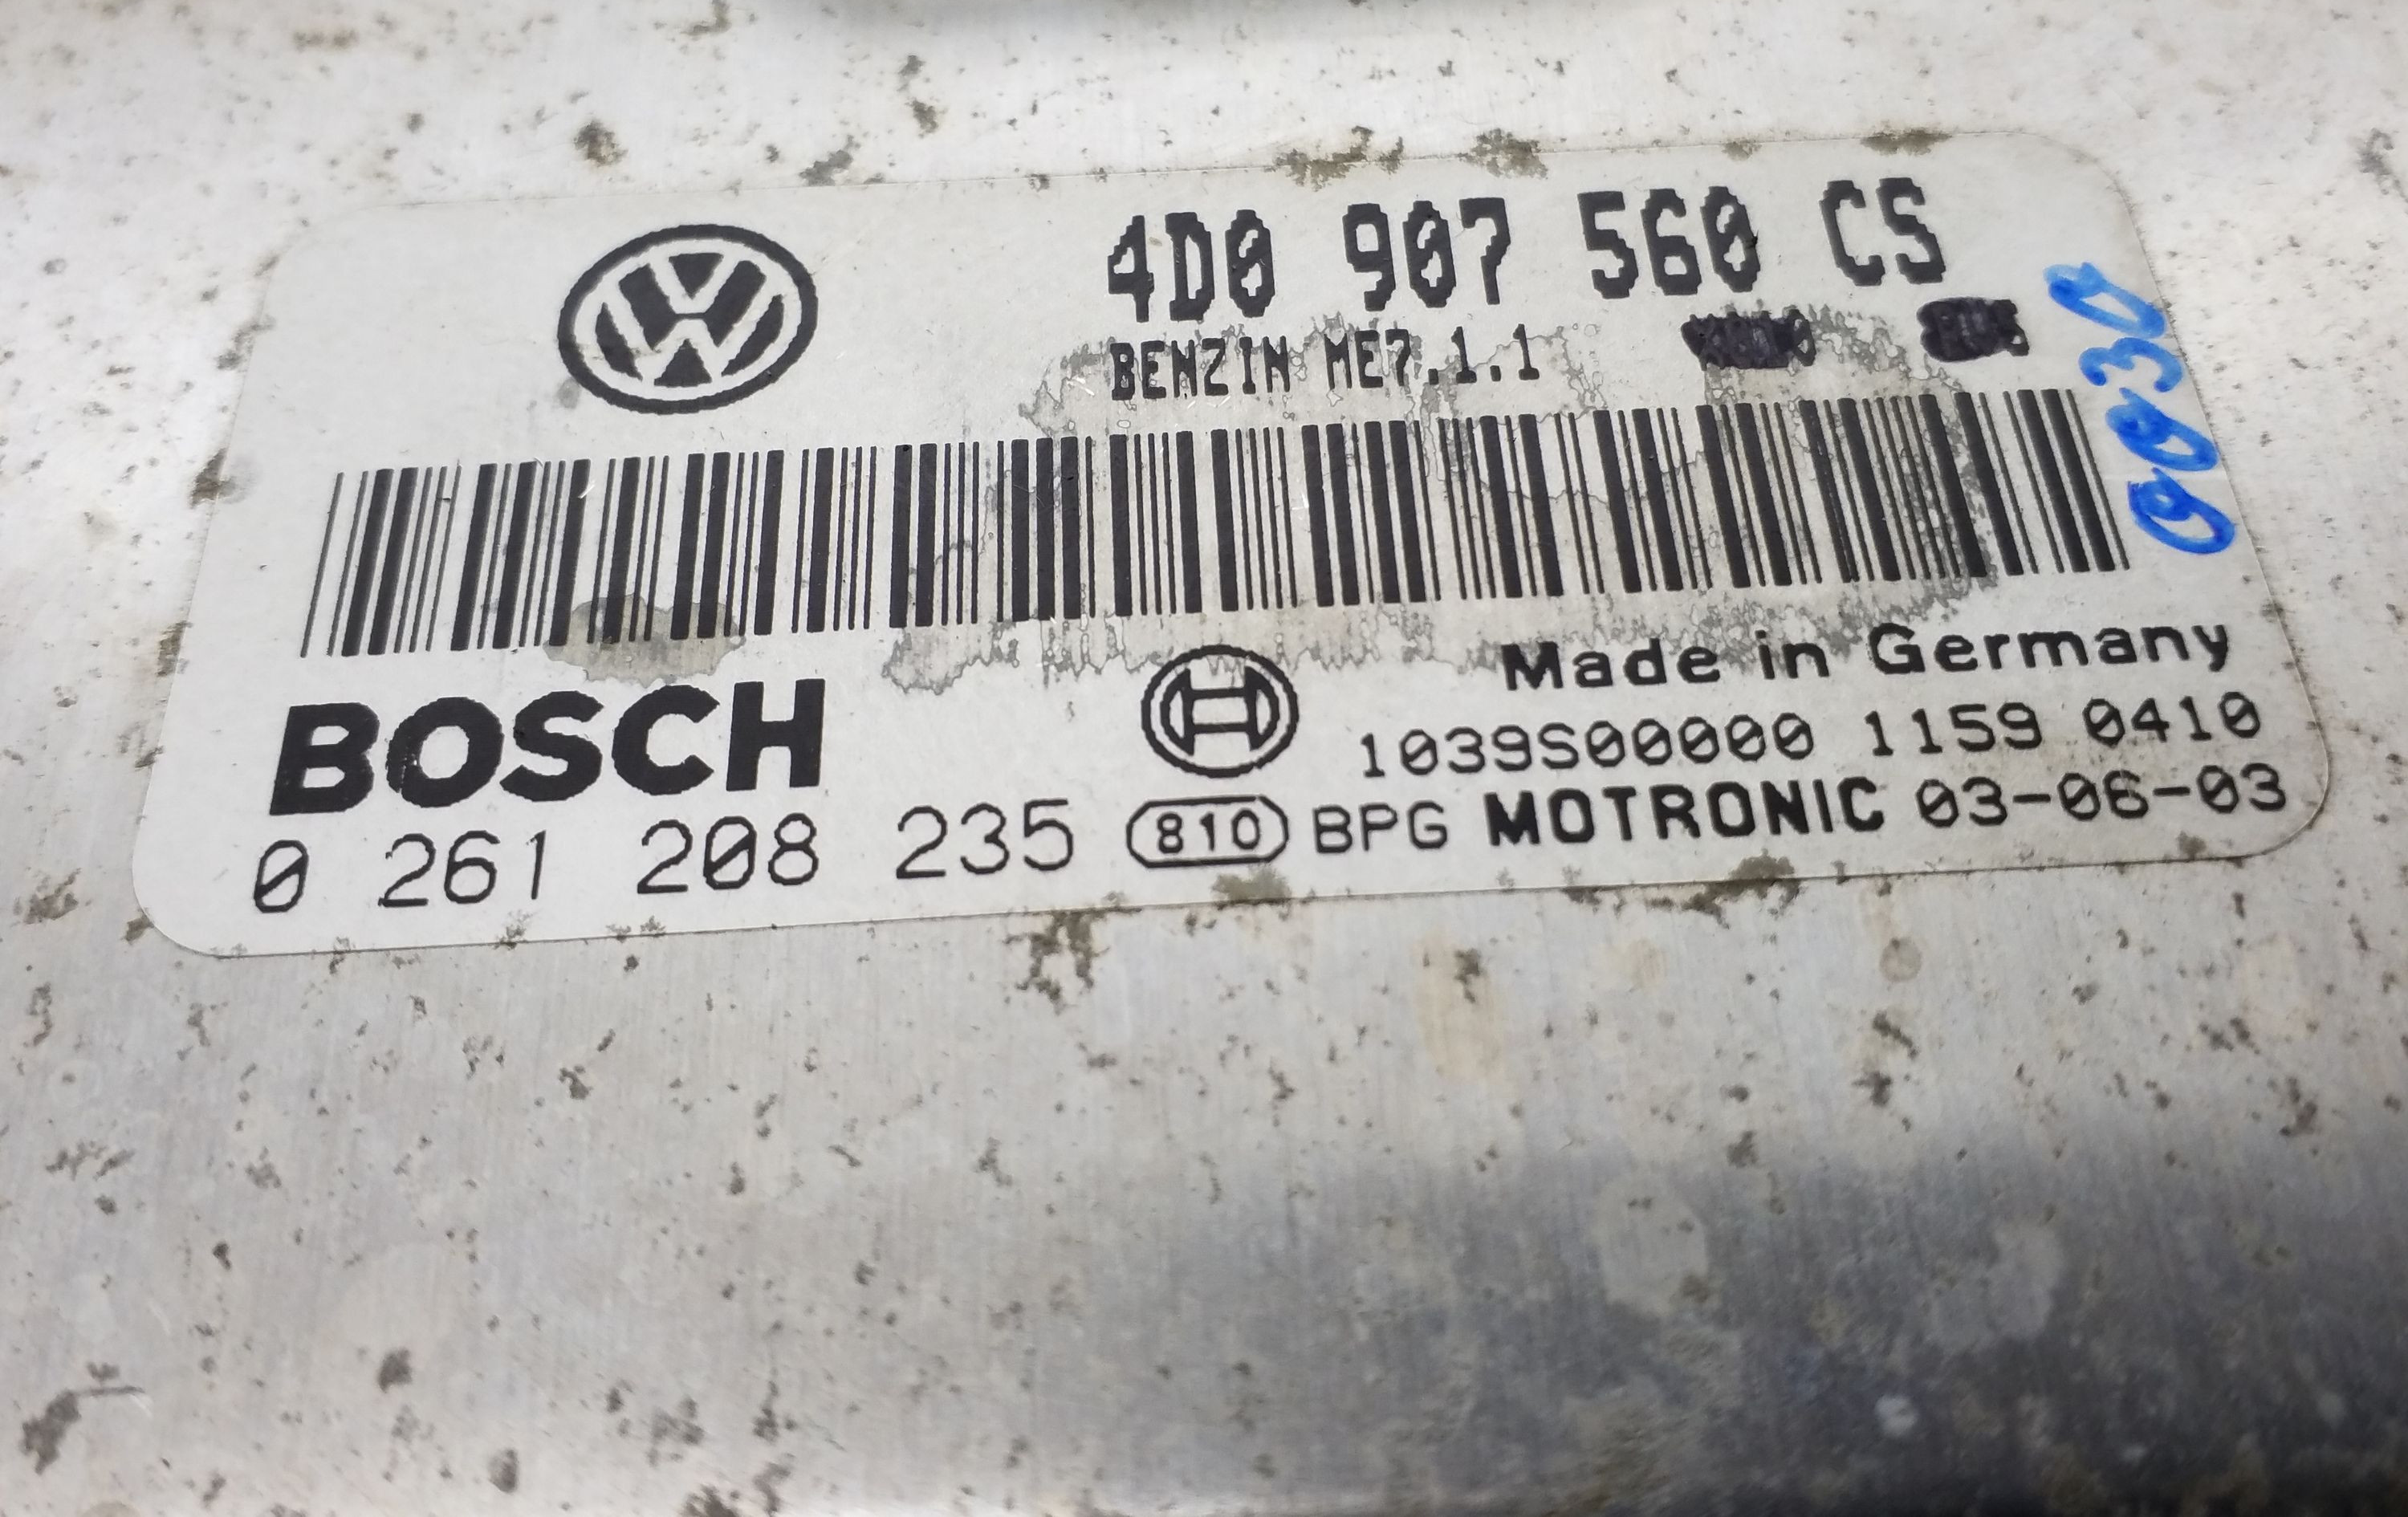 4D0 907 560 CS
BENZIN ME7.1.1
BOSCH
Made in Germany
1039S00000 1159 0410
0 261 208 235 810 BPG MOTRONIC 03-06-03